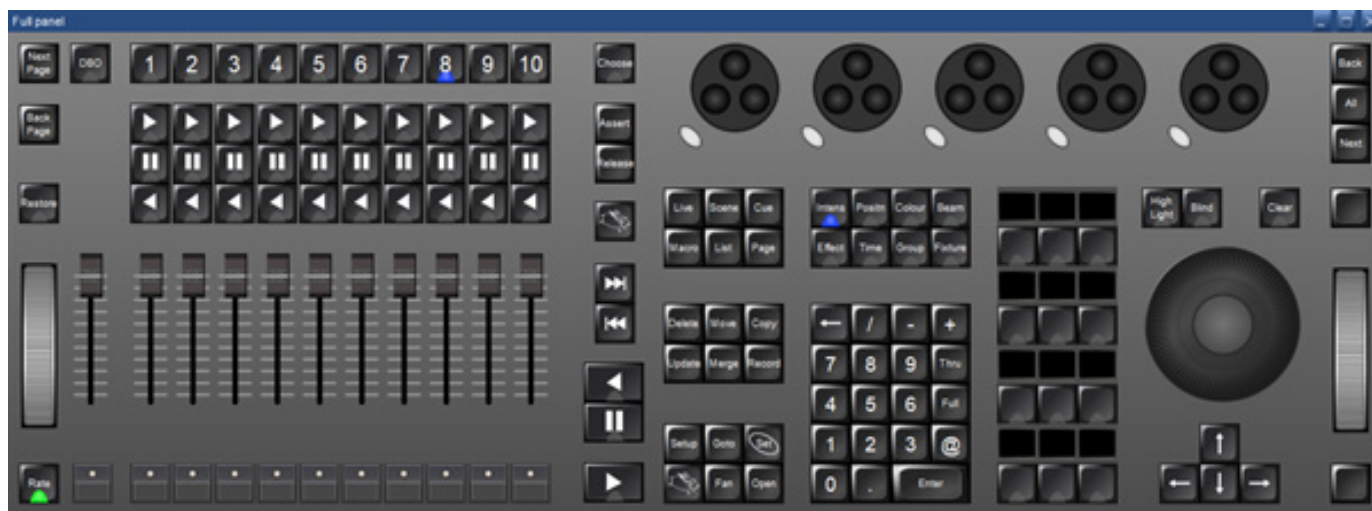 Full panel
Next Page
DBO
1 2 3 4 5 6 7 8 9 10
Choose
Back
Back Page
Assert
All
Release
Next
Restore
Live Scene Cue
Intens Positn Colour Beam
High Light
Blind
Clear
Macro List Page
Effect Time Group Fixture
Delete Move Copy
← / - +
Update Merge Record
7 8 9 Thru
4 5 6 Full
Setup Goto Set
1 2 3 @
Rate
Fan Open
0 . Enter